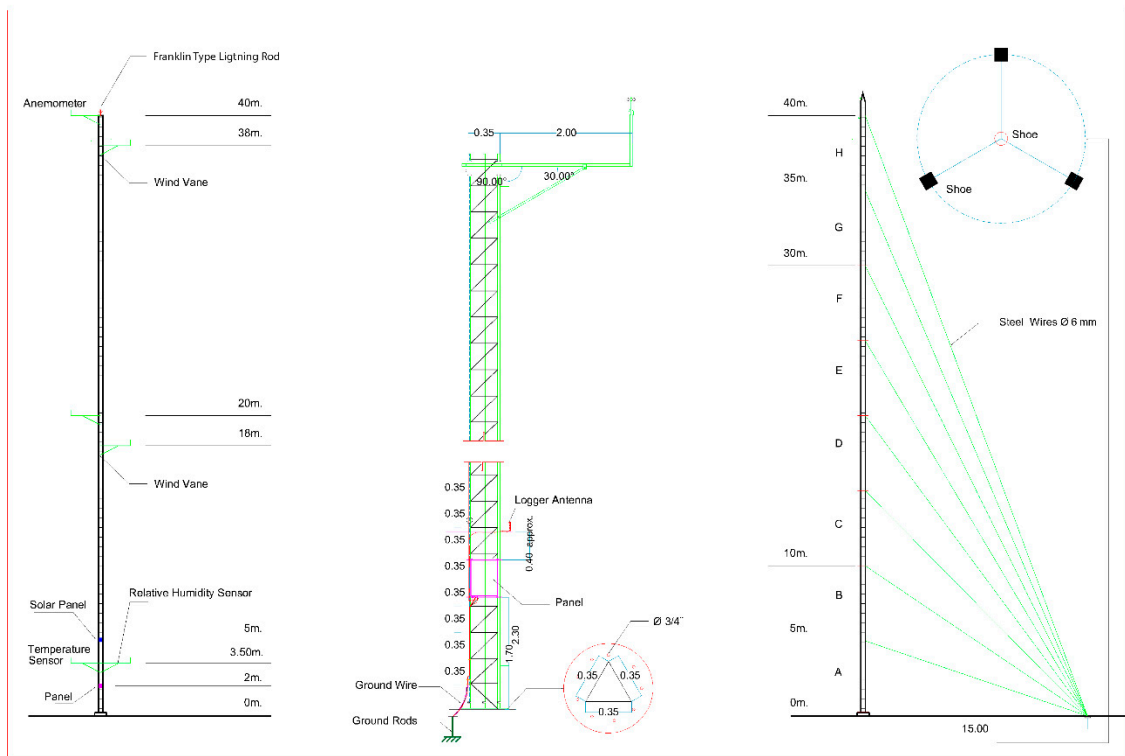 Franklin Type Ligtning Rod
Anemometer
40m.
38m.
Wind Vane
20m.
18m.
Wind Vane
Relative Humidity Sensor
Solar Panel
5m.
Temperature
Sensor
3.50m.
2m.
Panel
0m.
0.35
2.00
90.00°
30.00°
0.35
0.35
0.35
0.35
0.35
0.35
0.35
0.35
Logger Antenna
0.40 approx.
Panel
2.30
1.70
Ground Wire
Ground Rods
Ø 3/4¨
0.35
0.35
0.35
40m.
H
35m.
G
30m.
F
E
D
C
10m.
B
5m.
A
0m.
Shoe
Shoe
Steel Wires Ø 6 mm
15.00